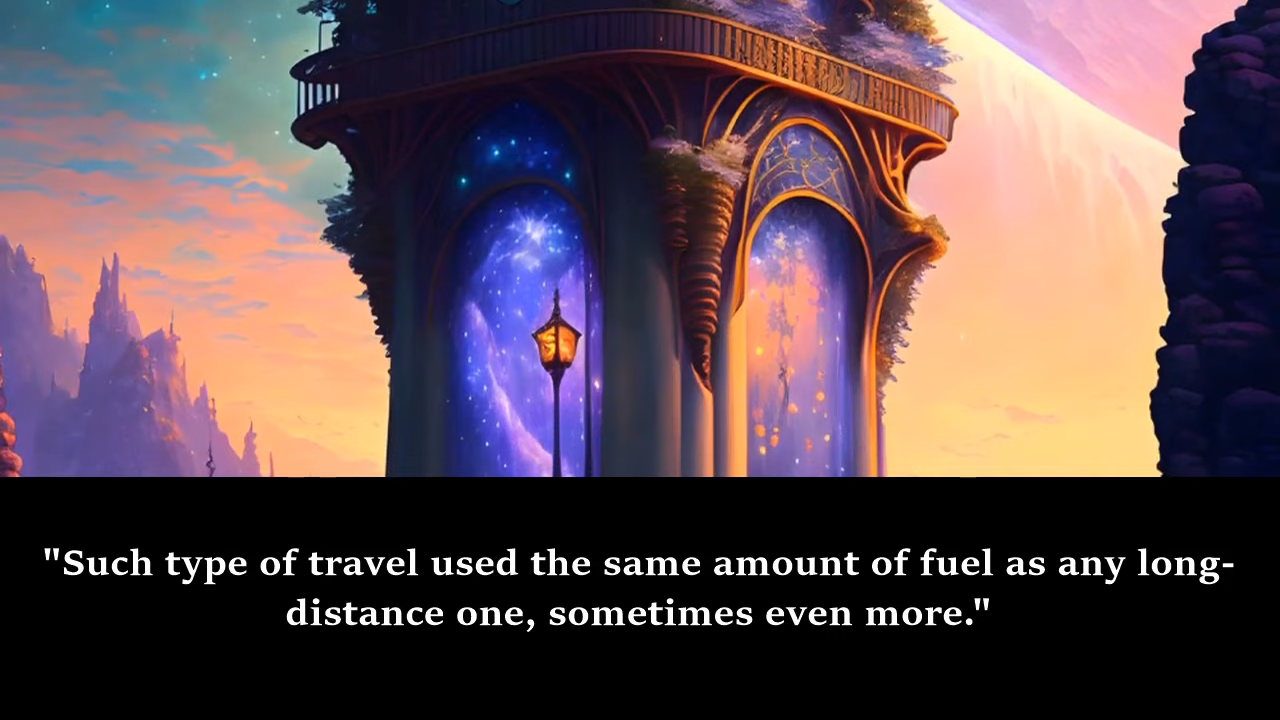 "Such type of travel used the same amount of fuel as any long-
distance one, sometimes even more."